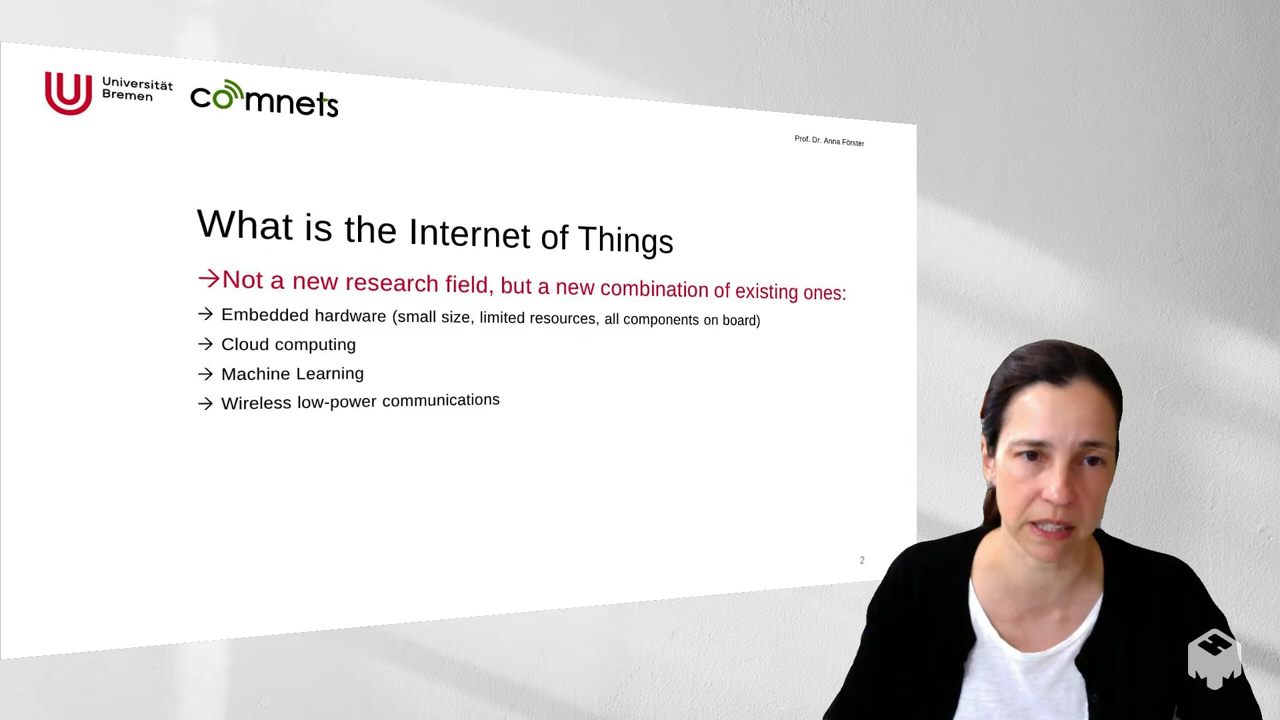 Universität
Bremen
comnets
Prof. Dr. Anna Förster
What is the Internet of Things
→Not a new research field, but a new combination of existing ones:
→ Embedded hardware (small size, limited resources, all components on board)
→ Cloud computing
→ Machine Learning
→ Wireless low-power communications
2